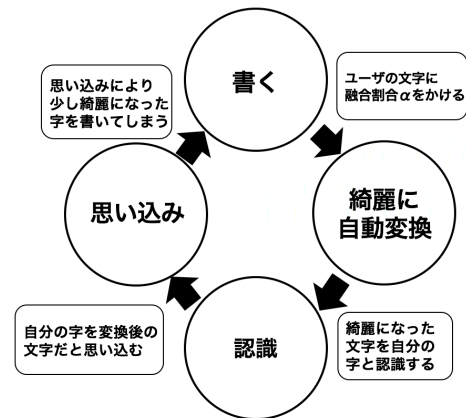 書く
ユーザの文字に
融合割合αをかける
綺麗に
自動変換
綺麗になった
文字を自分の
字と認識する
認識
自分の字を変換後の
文字だと思い込む
思い込み
思い込みにより
少し綺麗になった
字を書いてしまう